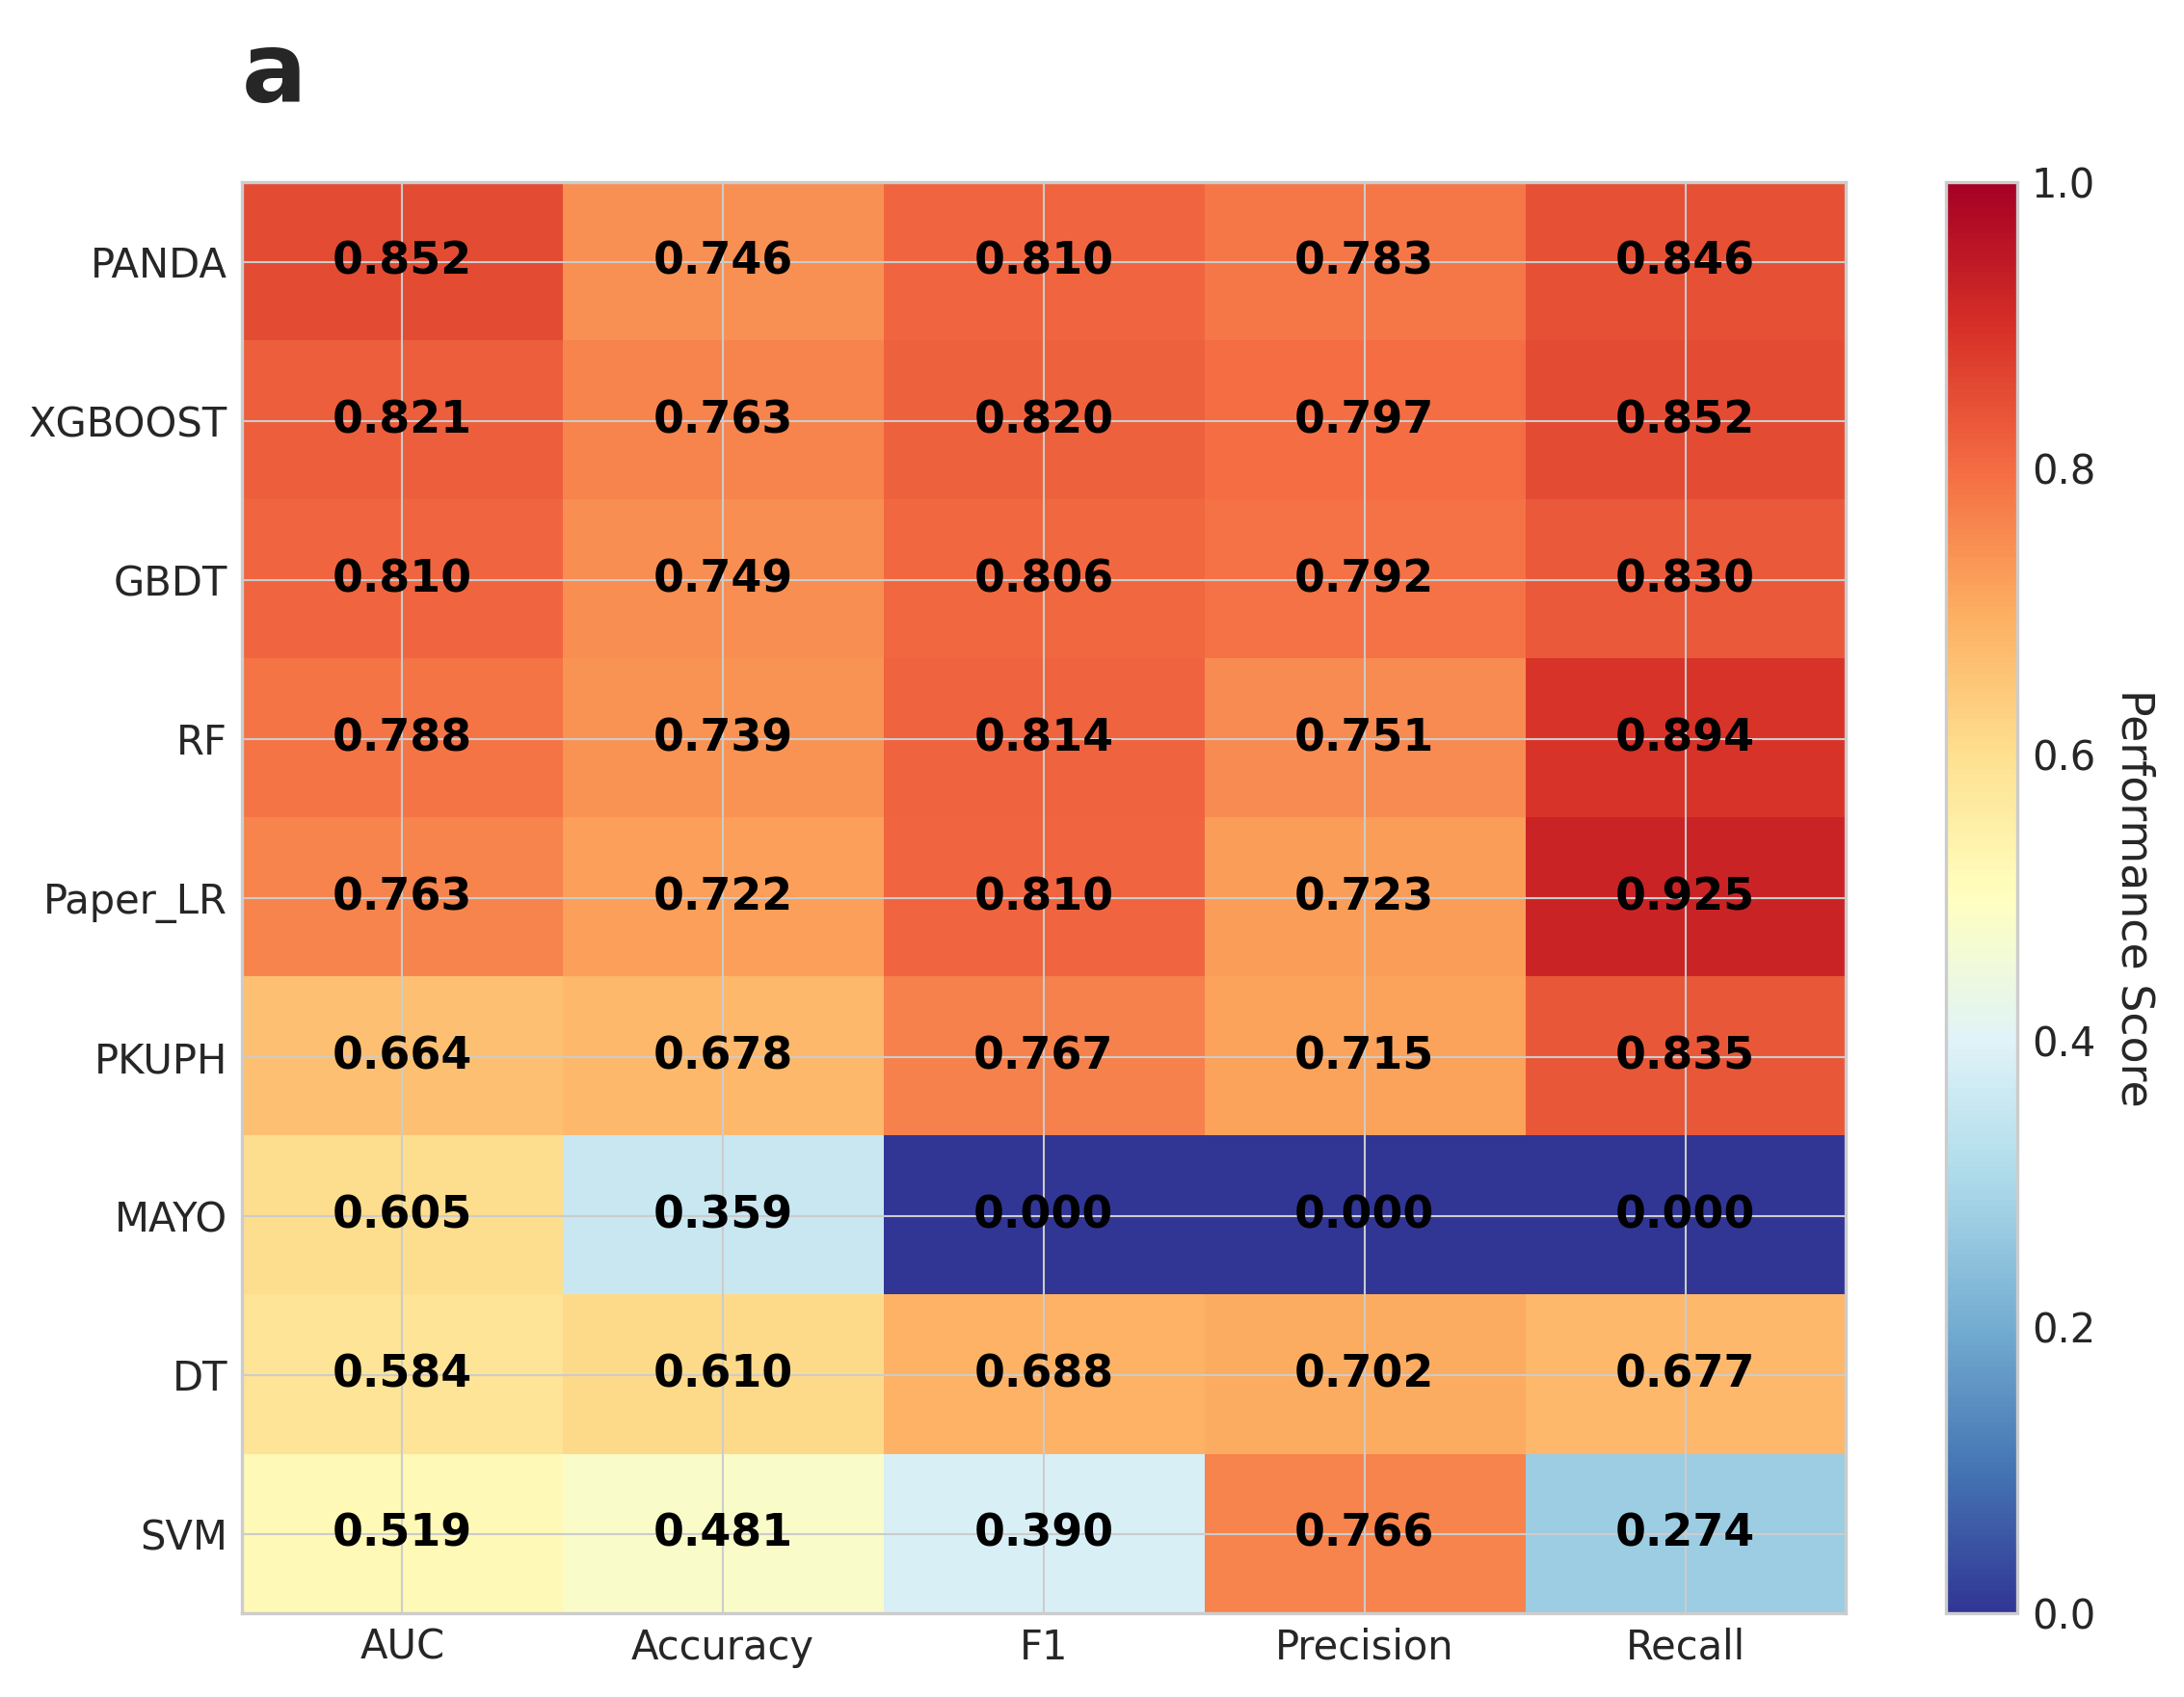 a
PANDA 0.852 0.746 0.810 0.783 0.846
XGBOOST 0.821 0.763 0.820 0.797 0.852
GBDT 0.810 0.749 0.806 0.792 0.830
RF 0.788 0.739 0.814 0.751 0.894
Paper_LR 0.763 0.722 0.810 0.723 0.925
PKUPH 0.664 0.678 0.767 0.715 0.835
MAYO 0.605 0.359 0.000 0.000 0.000
DT 0.584 0.610 0.688 0.702 0.677
SVM 0.519 0.481 0.390 0.766 0.274
AUC Accuracy F1 Precision Recall
1.0
0.8
0.6
0.4
0.2
0.0
Performance Score